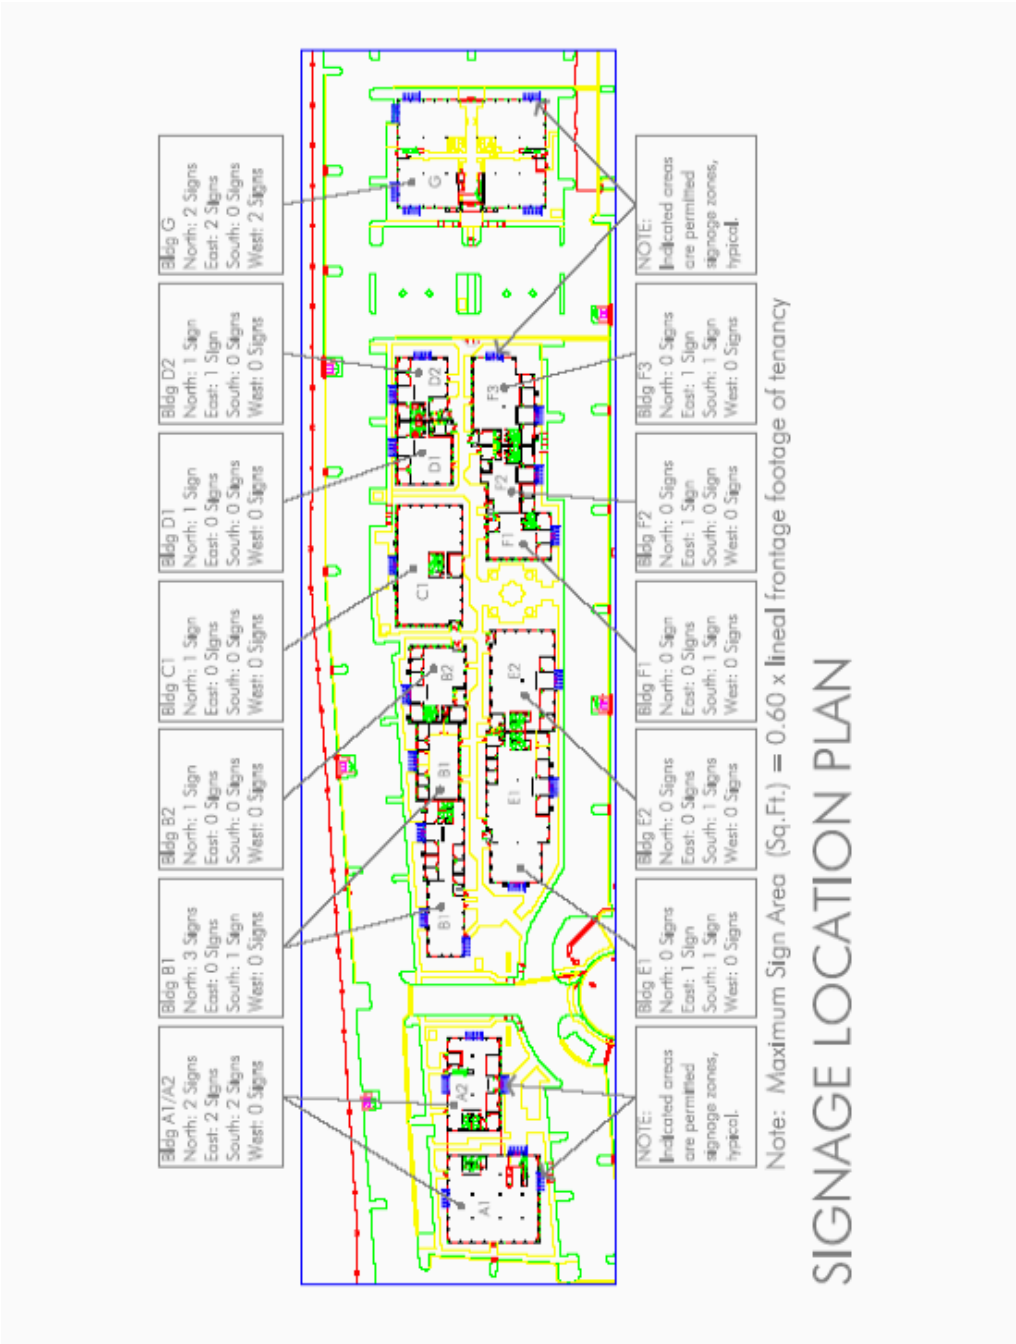 Bldg A1/A2
North: 2 Signs
East: 2 Signs
South: 2 Signs
West: 0 Signs
Bldg B1
North: 3 Signs
East: 0 Signs
South: 1 Sign
West: 0 Signs
Bldg B2
North: 1 Sign
East: 0 Signs
South: 0 Signs
West: 0 Signs
Bldg C1
North: 1 Sign
East: 0 Signs
South: 0 Signs
West: 0 Signs
Bldg D1
North: 1 Sign
East: 0 Signs
South: 0 Signs
West: 0 Signs
Bldg D2
North: 1 Sign
East: 1 Sign
South: 0 Signs
West: 0 Signs
Bldg G
North: 2 Signs
East: 2 Signs
South: 0 Signs
West: 2 Signs
A1
A2
B1
B1
B2
C1
D1
D2
G
E1
E2
F1
F2
F3
NOTE:
Indicated areas
are permitted
signage zones,
typical.
Bldg E1
North: 0 Signs
East: 1 Sign
South: 1 Signs
West: 0 Signs
Bldg E2
North: 0 Signs
East: 0 Signs
South: 1 Sign
West: 0 Signs
Bldg F1
North: 0 Sign
East: 0 Signs
South: 1 Sign
West: 0 Signs
Bldg F2
North: 0 Signs
East: 1 Sign
South: 0 Signs
West: 0 Signs
Bldg F3
North: 0 Signs
East: 1 Signs
South: 1 Sign
West: 0 Signs
NOTE:
Indicated areas
are permitted
signage zones,
typical.
Note: Maximum Sign Area (Sq.Ft.) = 0.60 x lineal frontage footage of tenancy
SIGNAGE LOCATION PLAN